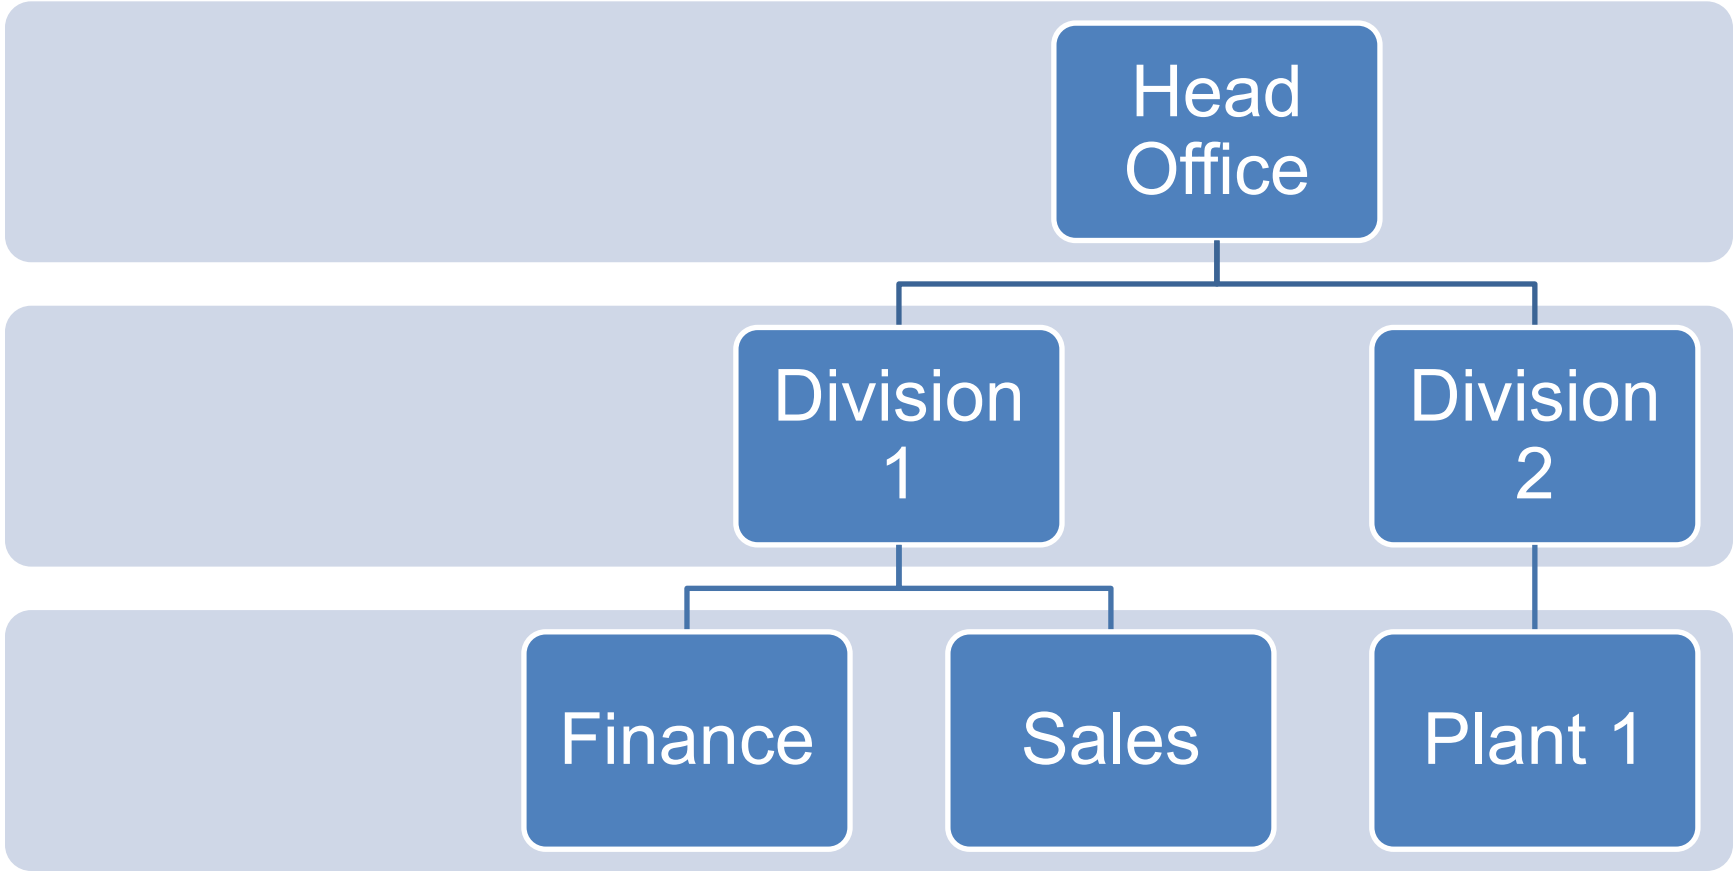 Head
Office
Division
1
Division
2
Finance
Sales
Plant 1